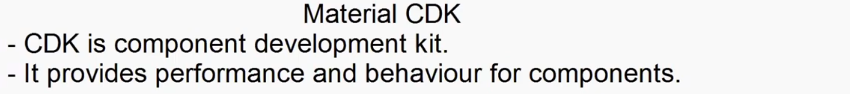 Material CDK
- CDK is component development kit.
- It provides performance and behaviour for components.